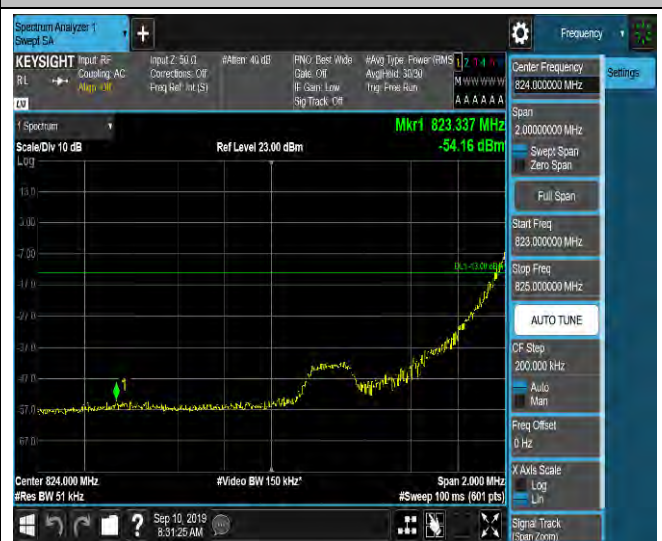 Spectrum Analyzer 1
Swept SA
+
Frequency
KEYSIGHT
Input: RF
Coupling: AC
Align: Off
Input Z: 50 Ω
Corrections: Off
Freq Ref: Int (S)
#Atten: 40 dB
PNO: Best Wide
Gate: Off
IF Gain: Low
Sig Track: Off
#Avg Type: Power (RMS
Avg|Hold: 30/30
Trig: Free Run
RL
1 2 3 4
M W W W W W
A A A A A A
1 Spectrum
Scale/Div 10 dB
Ref Level 23.00 dBm
Mkr1 823.337 MHz
-54.16 dBm
Log
13.0
3.00
-7.00
DL1 -13.00 dBm
-17.0
-27.0
-37.0
-47.0
1
-57.0
-67.0
Center 824.000 MHz
#Video BW 150 kHz*
Span 2.000 MHz
#Res BW 51 kHz
#Sweep 100 ms (601 pts)
Sep 10, 2019
8:31:25 AM
?
Center Frequency
824.000000 MHz
Settings
Span
2.00000000 MHz
Swept Span
Zero Span
Full Span
Start Freq
823.000000 MHz
Stop Freq
825.000000 MHz
AUTO TUNE
CF Step
200.000 kHz
Auto
Man
Freq Offset
0 Hz
X Axis Scale
Log
Lin
Signal Track
(Span Zoom)